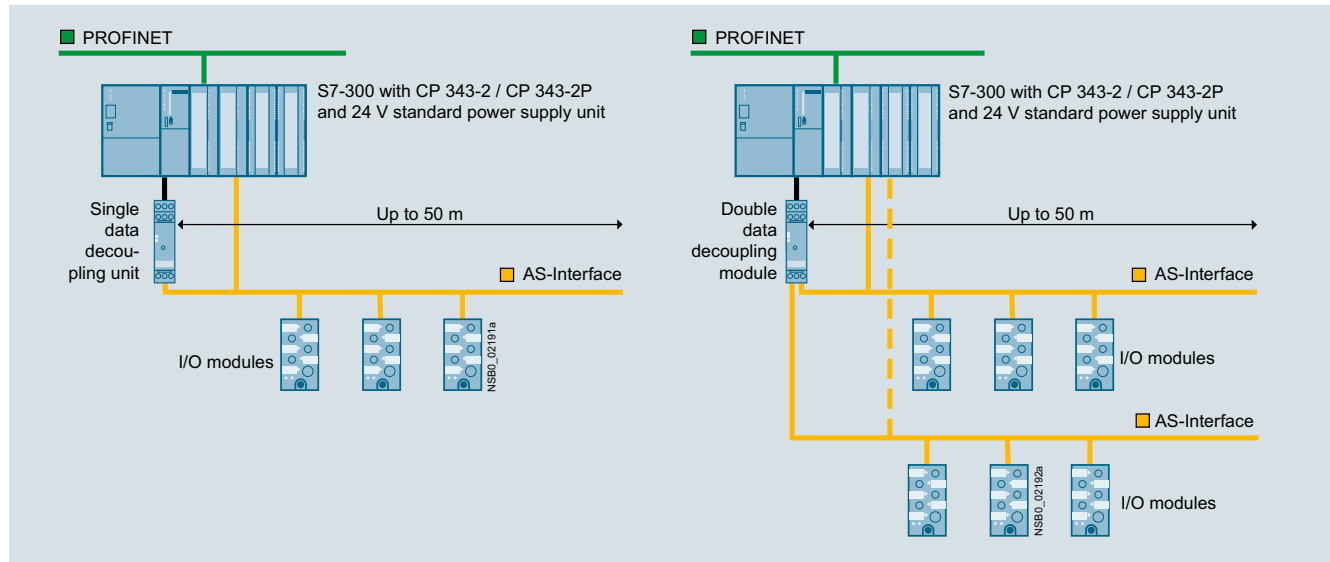 PROFINET
S7-300 with CP 343-2 / CP 343-2P
and 24 V standard power supply unit
Single
data
decou-
pling unit
Up to 50 m
AS-Interface
I/O modules
NSB0_02191a
PROFINET
S7-300 with CP 343-2 / CP 343-2P
and 24 V standard power supply unit
Double
data
decoupling
module
Up to 50 m
AS-Interface
I/O modules
AS-Interface
I/O modules
NSB0_02192a